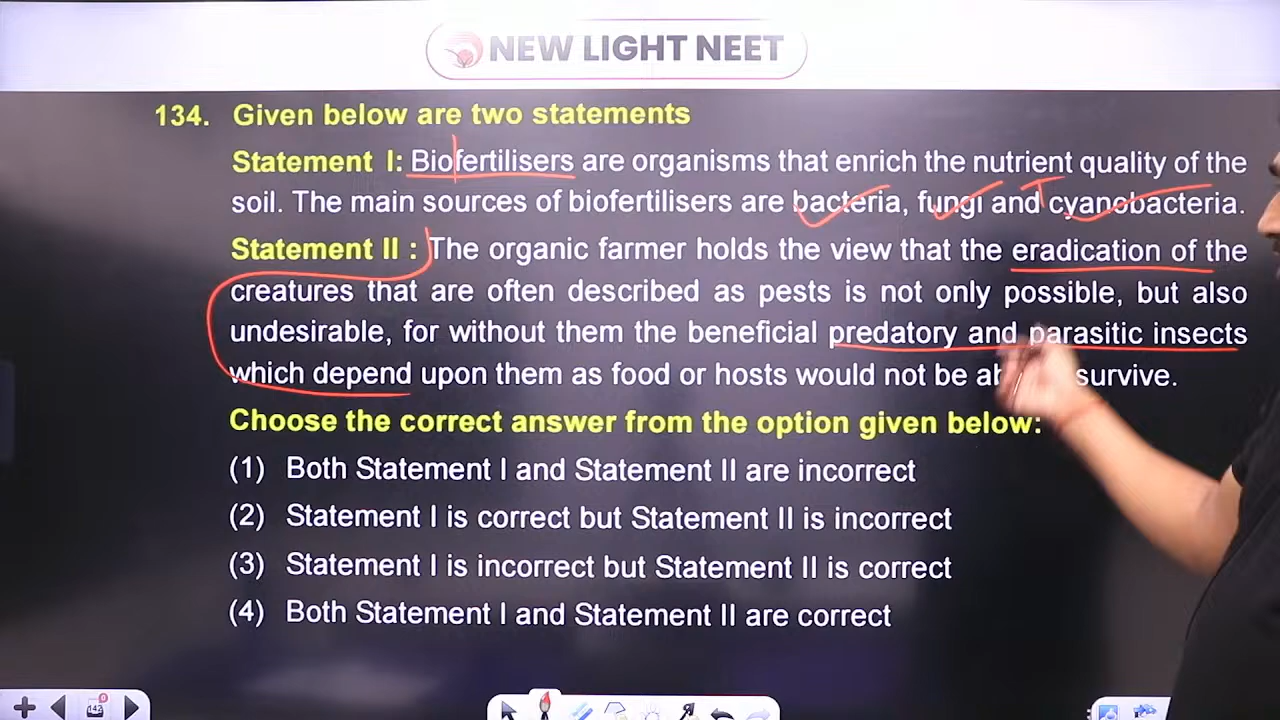 NEW LIGHT NEET
134. Given below are two statements
Statement I: Biofertilisers are organisms that enrich the nutrient quality of the
soil. The main sources of biofertilisers are bacteria, fungi and cyanobacteria.
Statement II : The organic farmer holds the view that the eradication of the
creatures that are often described as pests is not only possible, but also
undesirable, for without them the beneficial predatory and parasitic insects
which depend upon them as food or hosts would not be survive.
Choose the correct answer from the option given below:
(1) Both Statement I and Statement II are incorrect
(2) Statement I is correct but Statement II is incorrect
(3) Statement I is incorrect but Statement II is correct
(4) Both Statement I and Statement II are correct